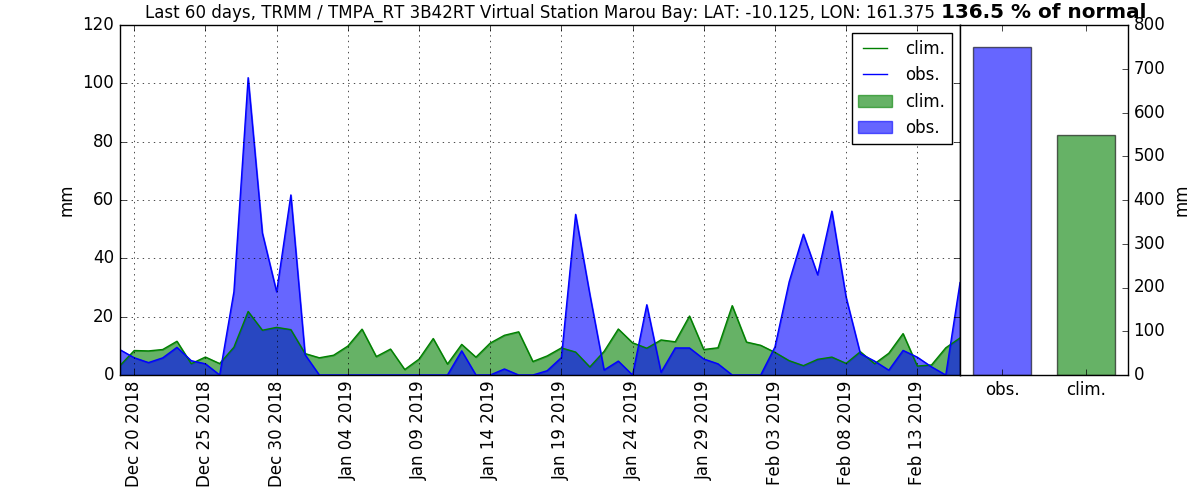 Last 60 days, TRMM / TMPA_RT 3B42RT Virtual Station Marou Bay: LAT: -10.125, LON: 161.375 136.5 % of normal
120
100
80
60
40
20
0
mm
clim.
obs.
clim.
obs.
800
700
600
500
400
300
200
100
0
mm
Dec 20 2018
Dec 25 2018
Dec 30 2018
Jan 04 2019
Jan 09 2019
Jan 14 2019
Jan 19 2019
Jan 24 2019
Jan 29 2019
Feb 03 2019
Feb 08 2019
Feb 13 2019
obs.
clim.